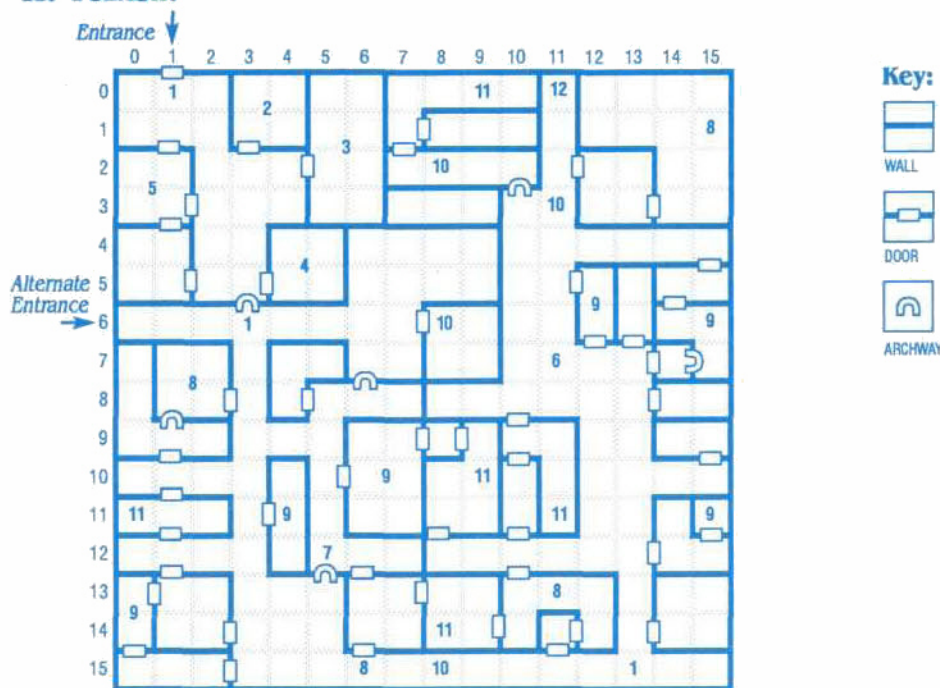 Entrance
0 1 2 3 4 5 6 7 8 9 10 11 12 13 14 15
0 1 2 11 12
1 3 8
2 5 10
3 10
4 4
5 9
Alternate Entrance
6 1 10 9
7 8 6
8
9
10 9 11
11 11 9 11 9
12 7
13 9 8
14 11
15 8 10 1
Key:
WALL
DOOR
ARCHWAY